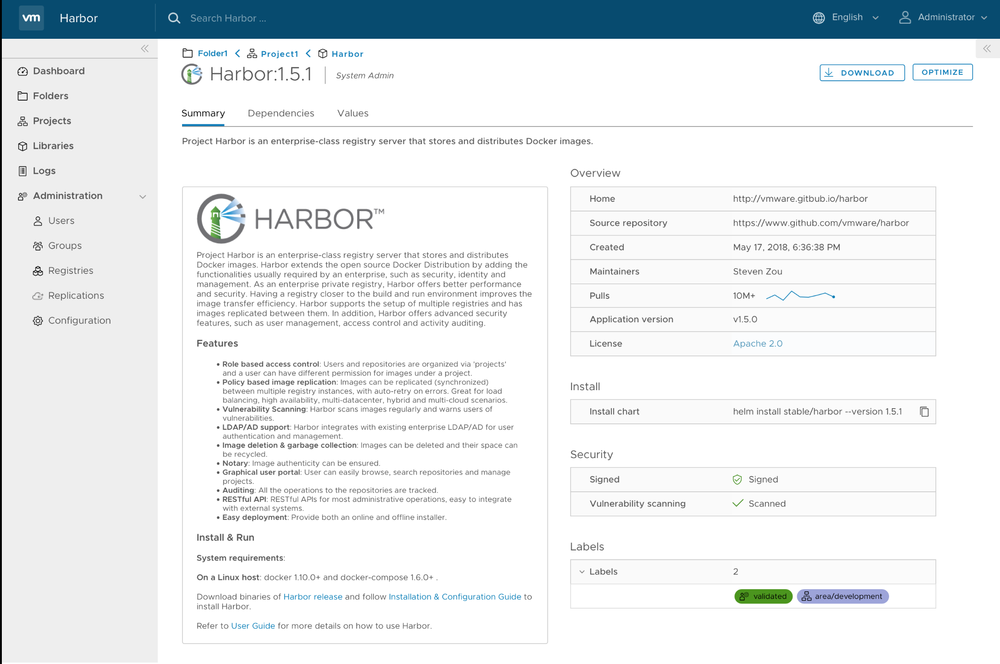 vm
Harbor
Search Harbor ...
English
Administrator
Dashboard
Folders
Projects
Libraries
Logs
Administration
Users
Groups
Registries
Replications
Configuration
Folder1
Project1
Harbor
Harbor:1.5.1
System Admin
DOWNLOAD
OPTIMIZE
Summary
Dependencies
Values
Project Harbor is an enterprise-class registry server that stores and distributes Docker images.
HARBOR™
Project Harbor is an enterprise-class registry server that stores and distributes
Docker images. Harbor extends the open source Docker Distribution by adding the
functionalities usually required by an enterprise, such as security, identity and
management. As an enterprise private registry, Harbor offers better performance
and security. Having a registry closer to the build and run environment improves the
image transfer efficiency. Harbor supports the setup of multiple registries and has
images replicated between them. In addition, Harbor offers advanced security
features, such as user management, access control and activity auditing.
Features
• Role based access control: Users and repositories are organized via 'projects'
and a user can have different permission for images under a project.
• Policy based image replication: Images can be replicated (synchronized)
between multiple registry instances, with auto-retry on errors. Great for load
balancing, high availability, multi-datacenter, hybrid and multi-cloud scenarios.
• Vulnerability Scanning: Harbor scans images regularly and warns users of
vulnerabilities.
• LDAP/AD support: Harbor integrates with existing enterprise LDAP/AD for user
authentication and management.
• Image deletion & garbage collection: Images can be deleted and their space can
be recycled.
• Notary: Image authenticity can be ensured.
• Graphical user portal: User can easily browse, search repositories and manage
projects.
• Auditing: All the operations to the repositories are tracked.
• RESTful API: RESTful APIs for most administrative operations, easy to integrate
with external systems.
• Easy deployment: Provide both an online and offline installer.
Install & Run
System requirements:
On a Linux host: docker 1.10.0+ and docker-compose 1.6.0+ .
Download binaries of Harbor release and follow Installation & Configuration Guide to
install Harbor.
Refer to User Guide for more details on how to use Harbor.
Overview
Home http://vmware.gitbub.io/harbor
Source repository https://www.github.com/vmware/harbor
Created May 17, 2018, 6:36:38 PM
Maintainers Steven Zou
Pulls 10M+
Application version v1.5.0
License Apache 2.0
Install
Install chart helm install stable/harbor --version 1.5.1
Security
Signed Signed
Vulnerability scanning Scanned
Labels
Labels 2
validated area/development